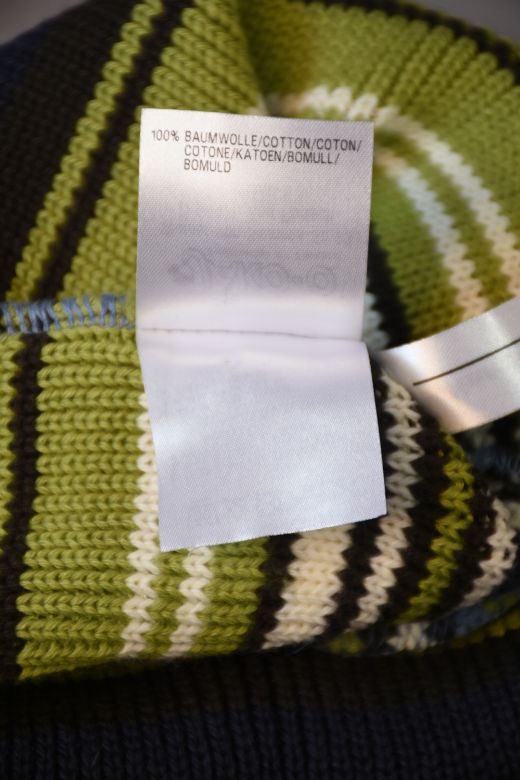 100% BAUMWOLLE/COTTON/COTON/
COTONE/KATOEN/BOMULL/
BOMULD